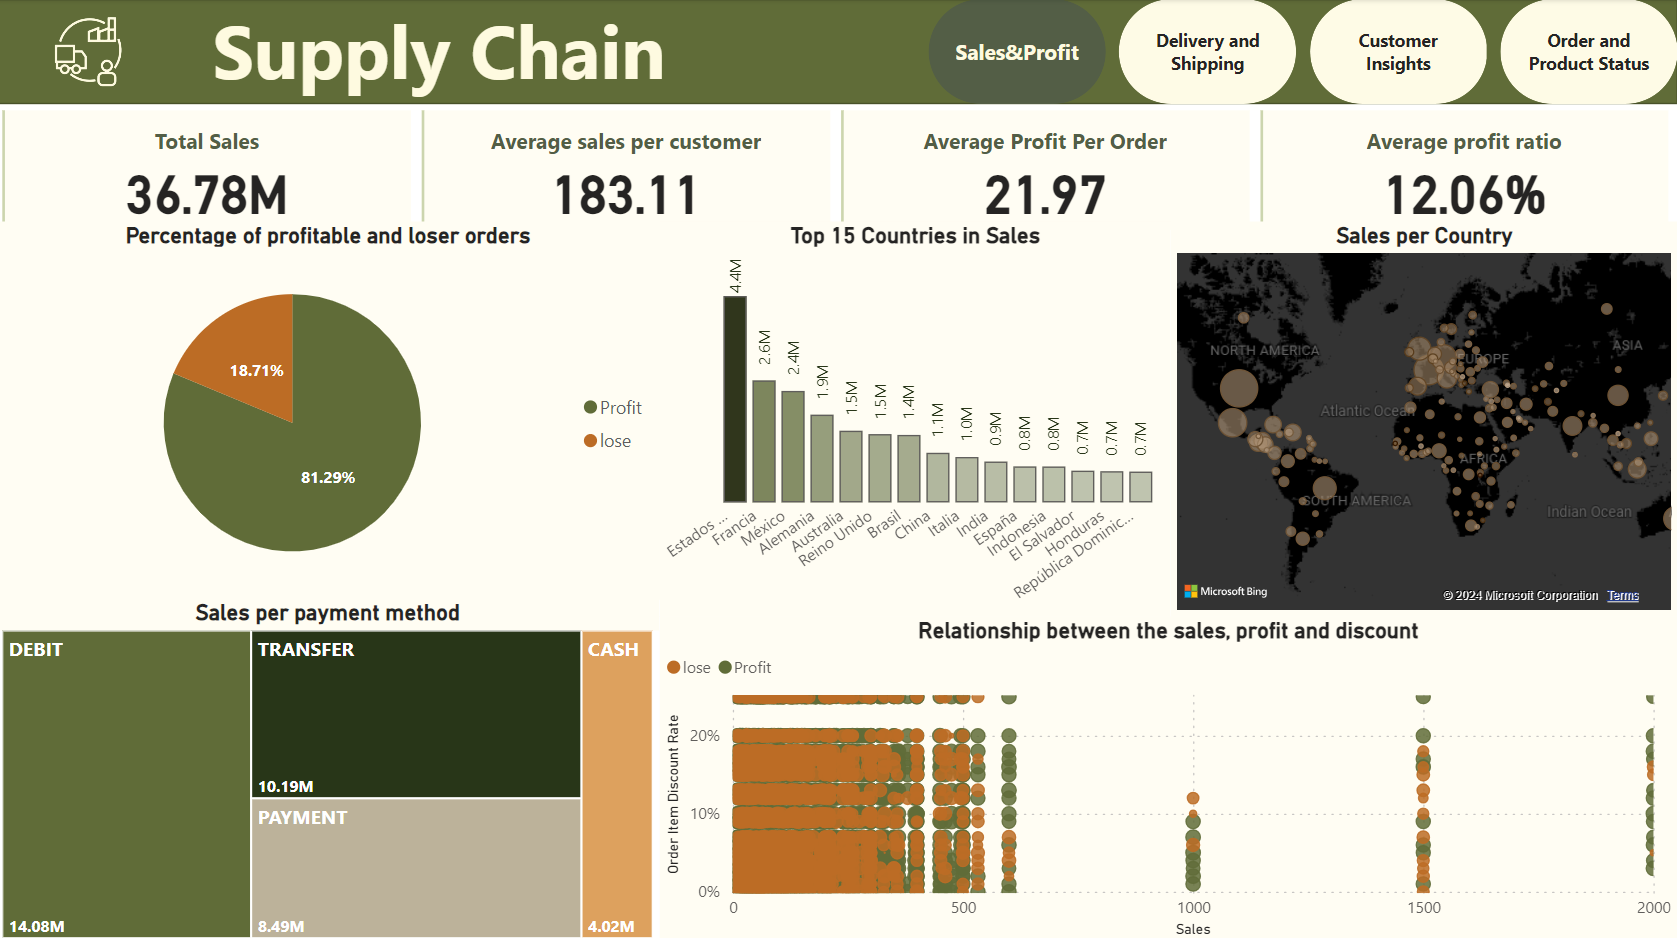 Supply Chain
Sales&Profit
Delivery and
Shipping
Customer
Insights
Order and
Product Status
Total Sales
36.78M
Average sales per customer
183.11
Average Profit Per Order
21.97
Average profit ratio
12.06%
Percentage of profitable and loser orders
18.71%
81.29%
Profit
lose
Top 15 Countries in Sales
4.4M
2.6M
2.4M
1.9M
1.5M
1.5M
1.4M
1.1M
1.0M
0.9M
0.8M
0.8M
0.7M
0.7M
0.7M
Estados ...
Francia
México
Alemania
Australia
Reino Unido
Brasil
China
Italia
India
España
Indonesia
El Salvador
Honduras
República Dominic...
Sales per Country
NORTH AMERICA
EUROPE
ASIA
Atlantic Ocean
AFRICA
SOUTH AMERICA
Indian Ocean
Microsoft Bing
© 2024 Microsoft Corporation Terms
Sales per payment method
DEBIT
14.08M
TRANSFER
10.19M
PAYMENT
8.49M
CASH
4.02M
Relationship between the sales, profit and discount
lose Profit
Order Item Discount Rate
20%
10%
0%
0 500 1000 1500 2000
Sales